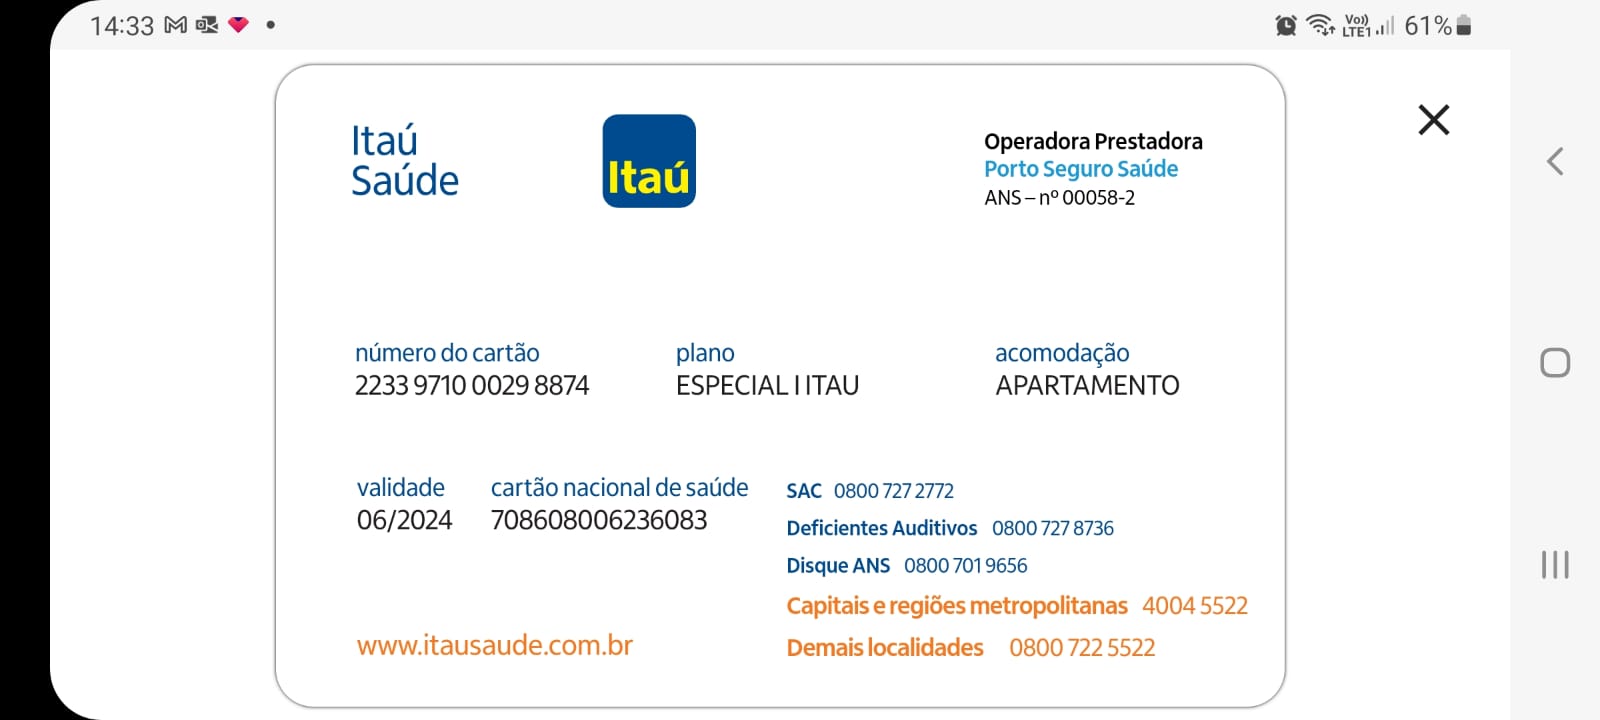 14:33
Vo))
LTE1
61%
Itaú
Saúde
Itaú
Operadora Prestadora
Porto Seguro Saúde
ANS – nº 00058-2
número do cartão
2233 9710 0029 8874
plano
ESPECIAL I ITAU
acomodação
APARTAMENTO
validade
06/2024
cartão nacional de saúde
708608006236083
SAC 0800 727 2772
Deficientes Auditivos 0800 727 8736
Disque ANS 0800 701 9656
Capitais e regiões metropolitanas 4004 5522
Demais localidades 0800 722 5522
www.itausaude.com.br